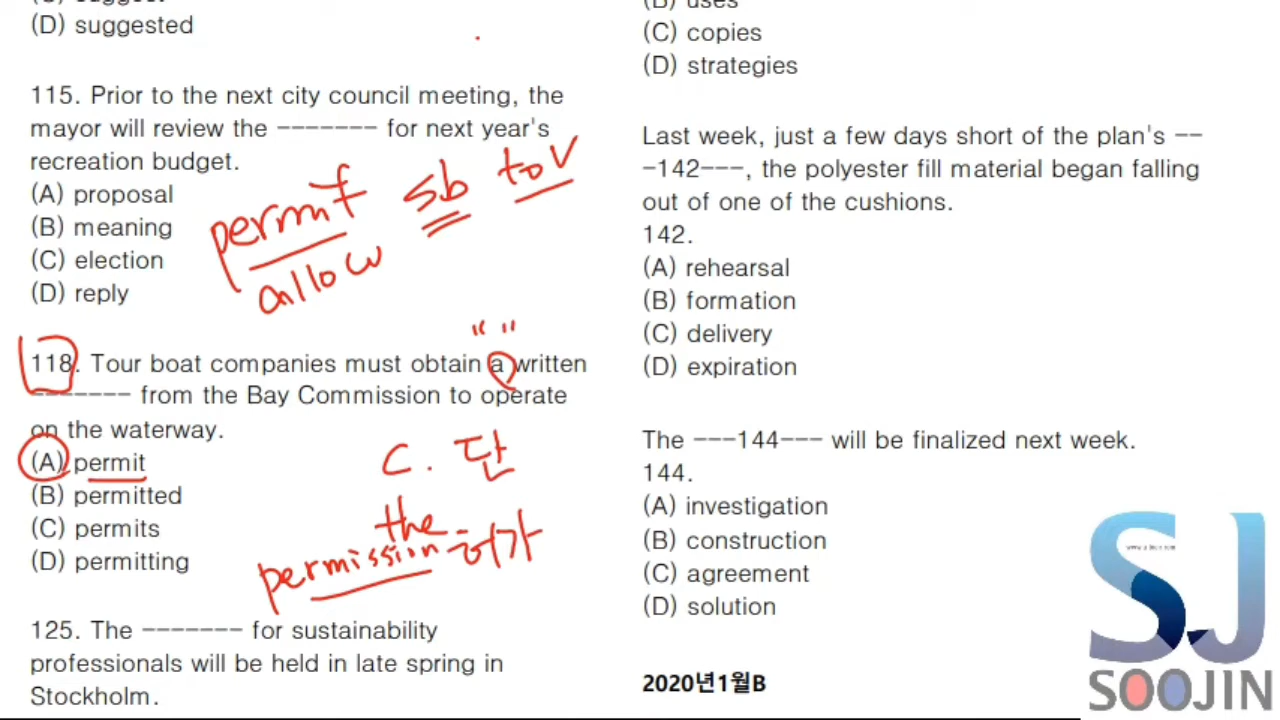 (D) suggested
115. Prior to the next city council meeting, the
mayor will review the ------- for next year's
recreation budget.
(A) proposal
(B) meaning
(C) election
(D) reply
permit sb to V
allow
118. Tour boat companies must obtain a written
------- from the Bay Commission to operate
on the waterway.
(A) permit
(B) permitted
(C) permits
(D) permitting
C. 단
the
permission = 허가
125. The ------- for sustainability
professionals will be held in late spring in
Stockholm.
(B) uses
(C) copies
(D) strategies
Last week, just a few days short of the plan's --
-142---, the polyester fill material began falling
out of one of the cushions.
142.
(A) rehearsal
(B) formation
(C) delivery
(D) expiration
The ---144--- will be finalized next week.
144.
(A) investigation
(B) construction
(C) agreement
(D) solution
2020년1월B
SJ
SOOJIN